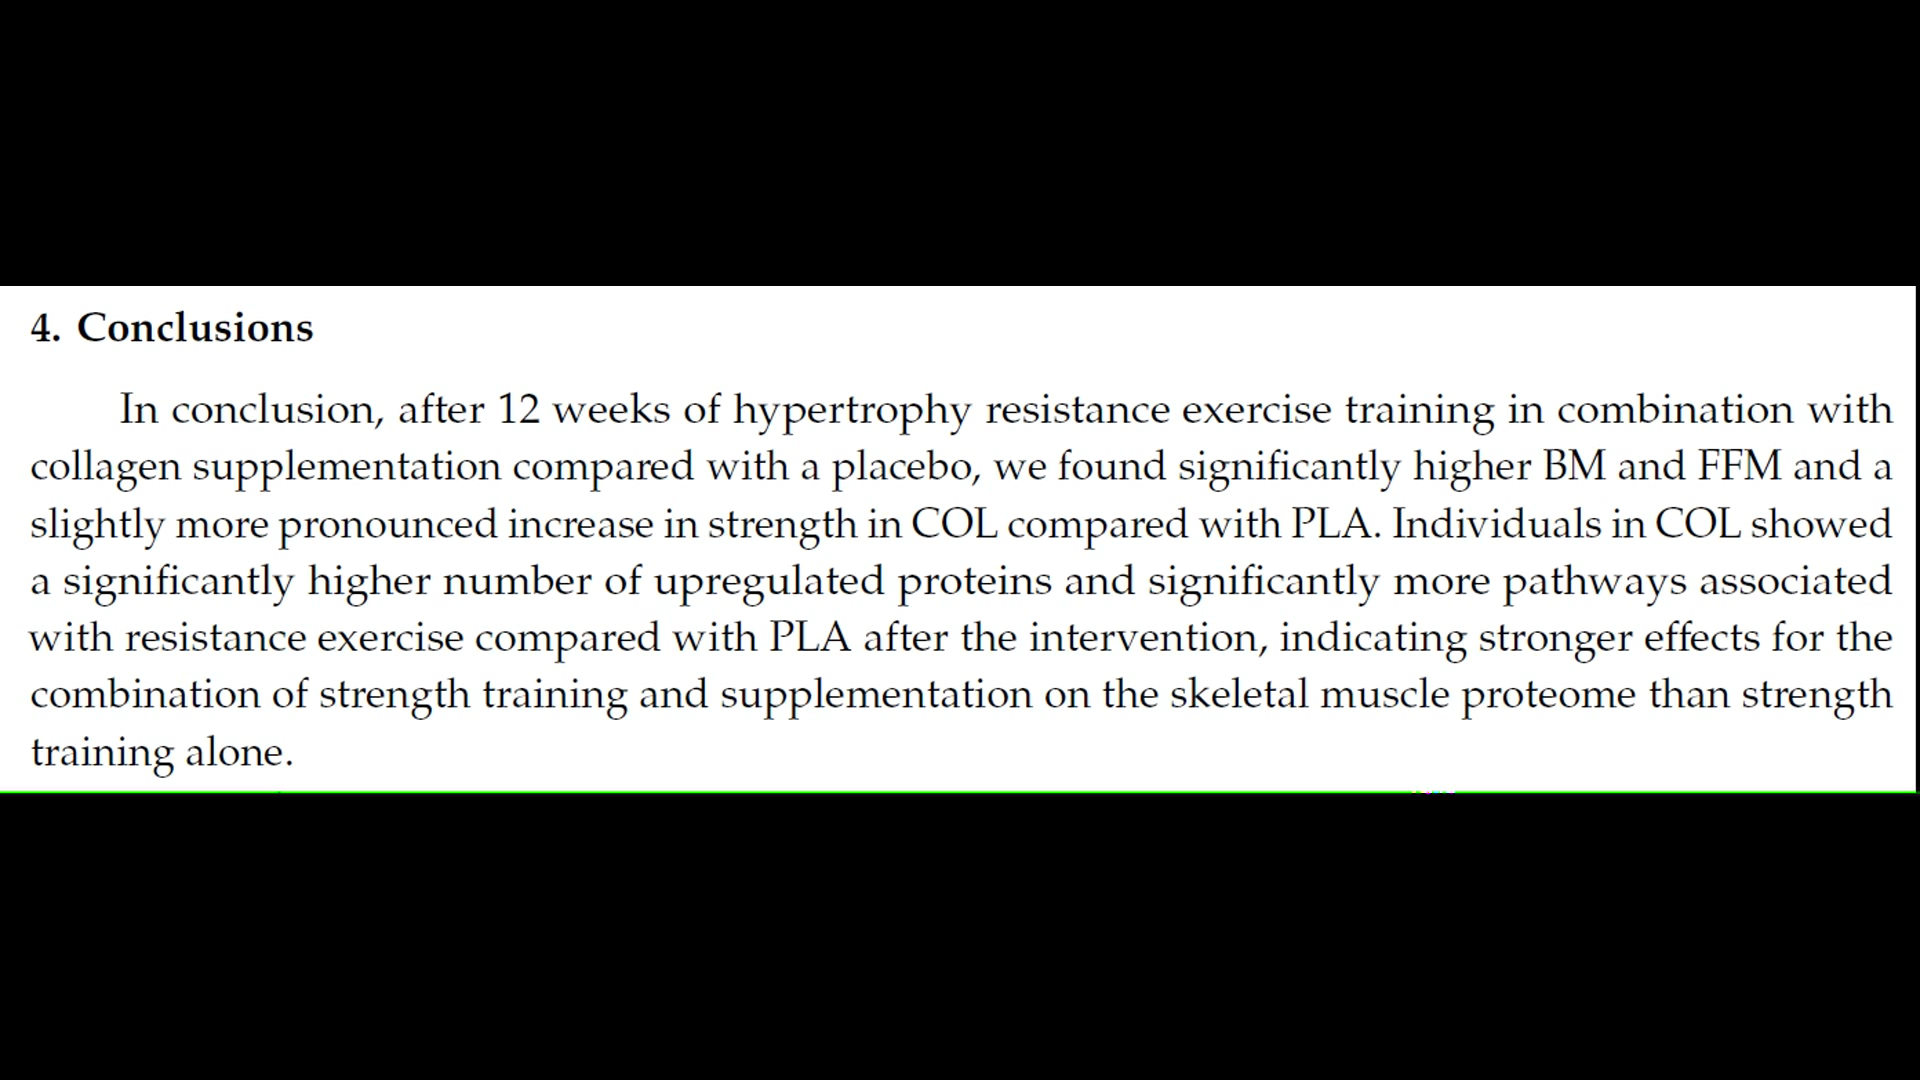 4. Conclusions
In conclusion, after 12 weeks of hypertrophy resistance exercise training in combination with
collagen supplementation compared with a placebo, we found significantly higher BM and FFM and a
slightly more pronounced increase in strength in COL compared with PLA. Individuals in COL showed
a significantly higher number of upregulated proteins and significantly more pathways associated
with resistance exercise compared with PLA after the intervention, indicating stronger effects for the
combination of strength training and supplementation on the skeletal muscle proteome than strength
training alone.